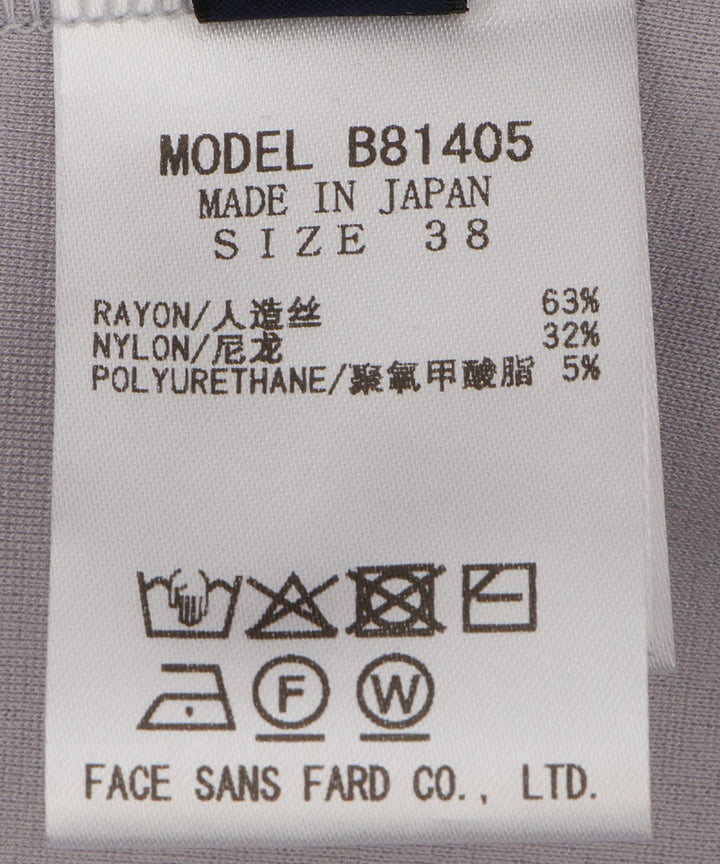 MODEL B81405
MADE IN JAPAN
SIZE 38
RAYON/人造丝 63%
NYLON/尼龙 32%
POLYURETHANE/聚氧甲酸脂 5%
F W
FACE SANS FARD CO., LTD.